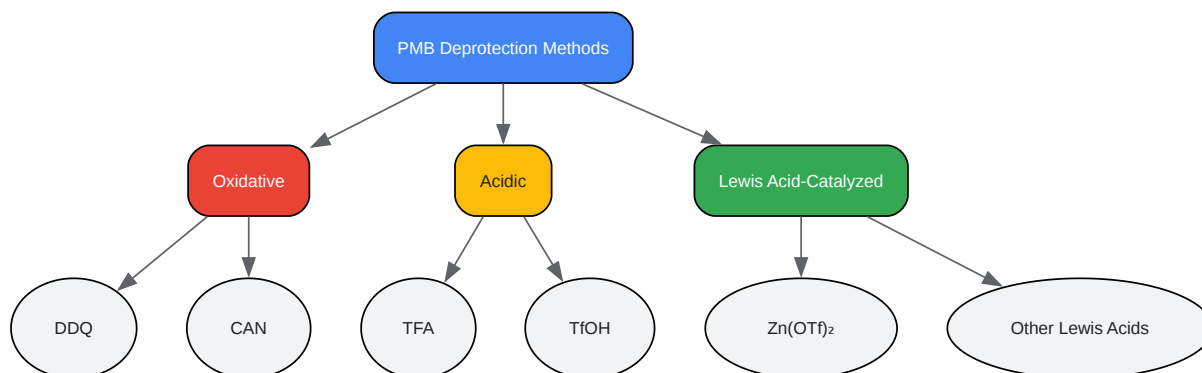 PMB Deprotection Methods
Oxidative
Acidic
Lewis Acid-Catalyzed
DDQ
CAN
TFA
TfOH
Zn(OTf)₂
Other Lewis Acids